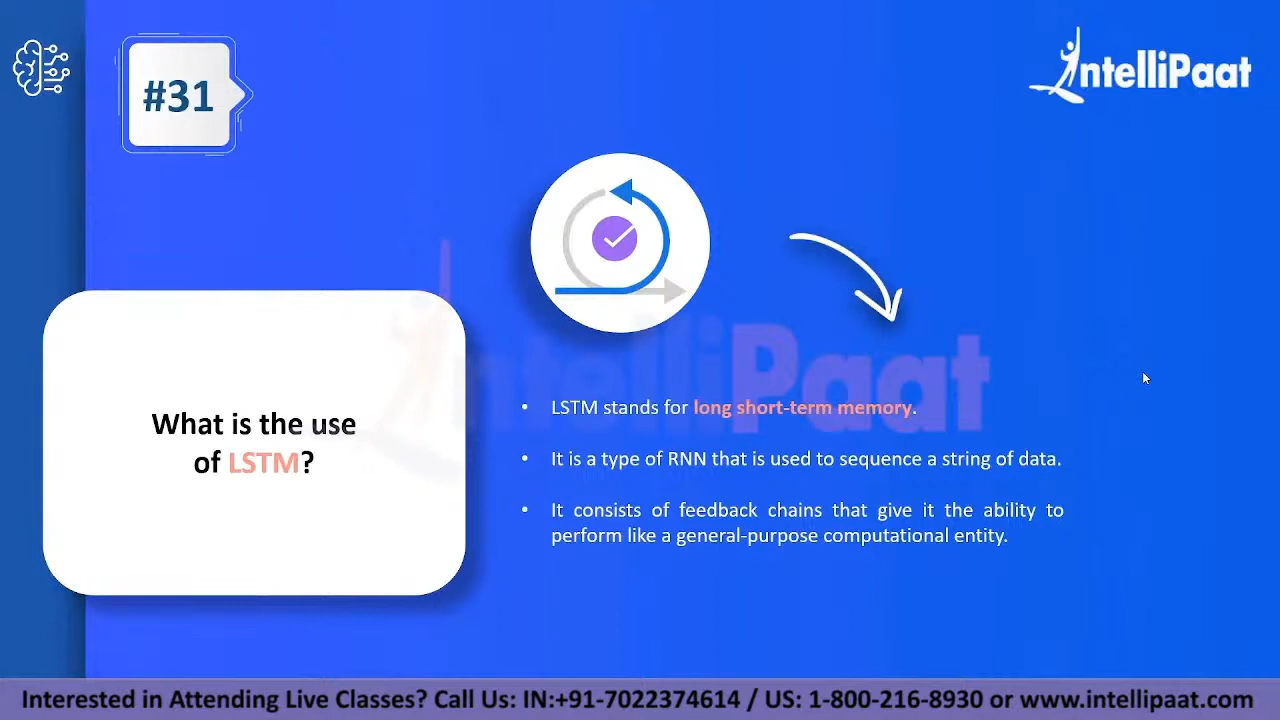 #31
IntelliPaat
What is the use
of LSTM?
IntelliPaat
• LSTM stands for long short-term memory.
• It is a type of RNN that is used to sequence a string of data.
• It consists of feedback chains that give it the ability to
perform like a general-purpose computational entity.
Interested in Attending Live Classes? Call Us: IN:+91-7022374614 / US: 1-800-216-8930 or www.intellipaat.com